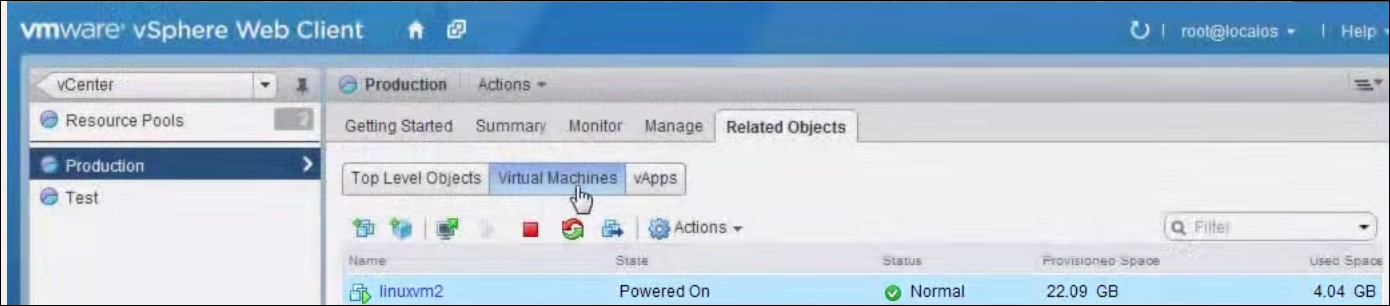 vmware vSphere Web Client root@localos Help
vCenter Production Actions
Resource Pools 2 Getting Started Summary Monitor Manage Related Objects
Production
Top Level Objects Virtual Machines vApps
Test
Actions Filter
Name State Status Provisioned Space Used Space
linuxvm2 Powered On Normal 22.09 GB 4.04 GB